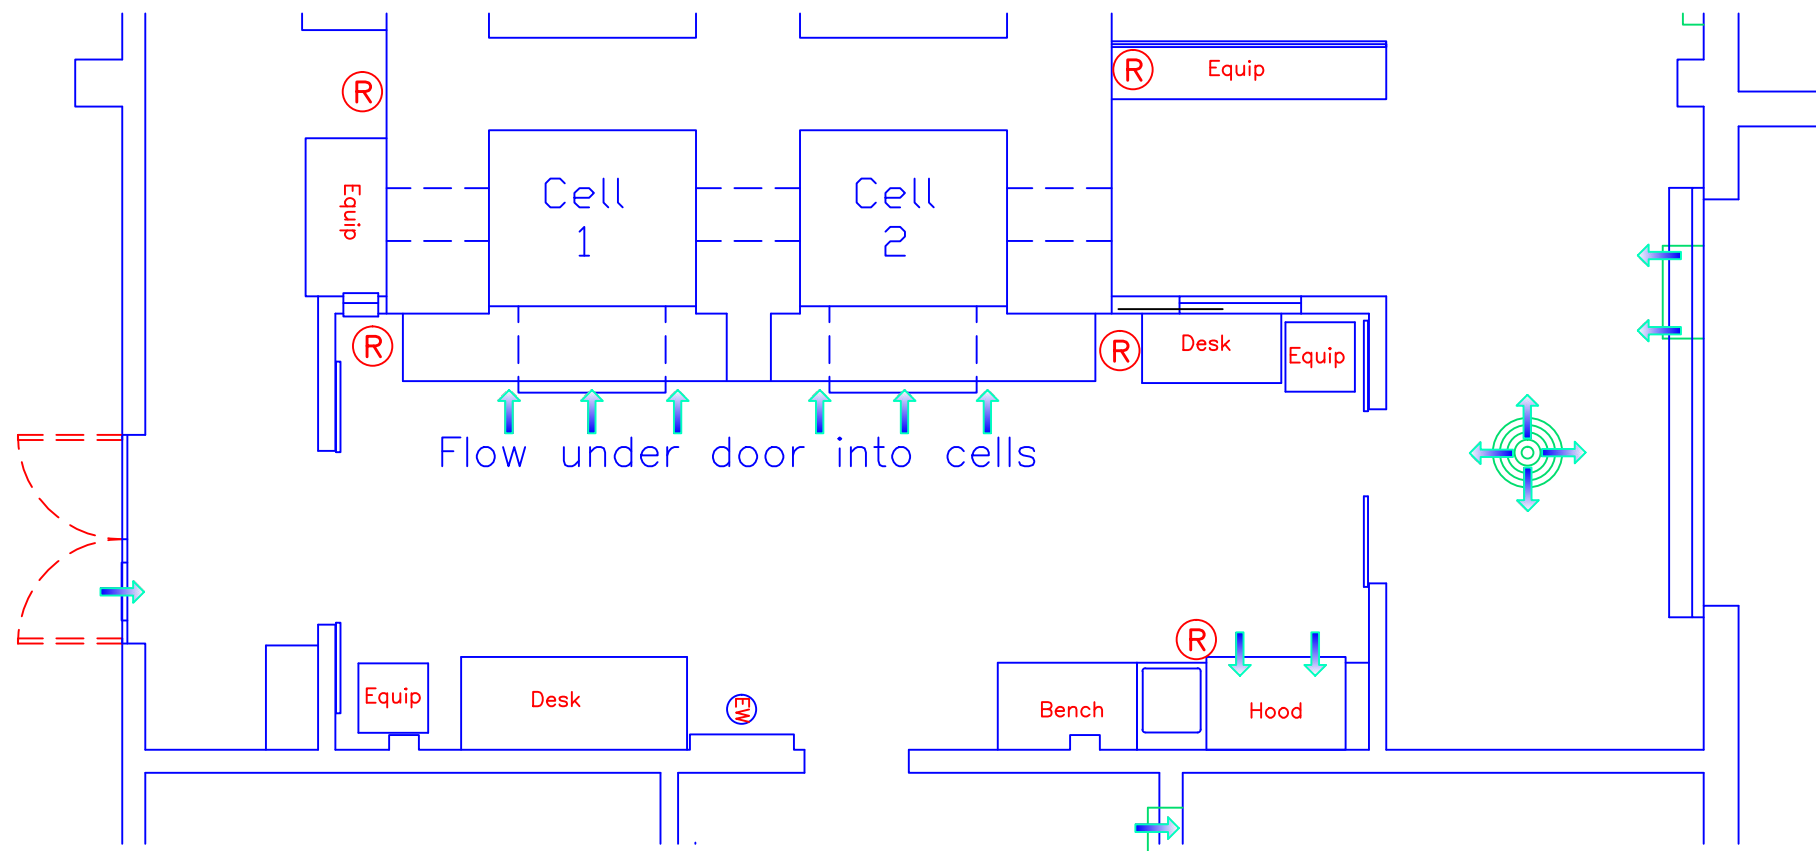 R
R
Equip
Equip
Cell
1
Cell
2
R
R
Desk
Equip
Flow under door into cells
R
Equip
Desk
EW
Bench
Hood